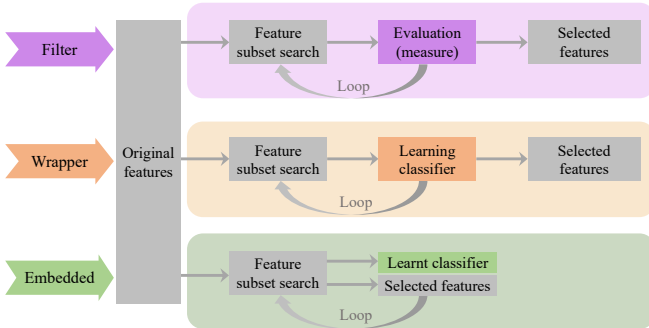 Filter
Feature
subset search
Evaluation
(measure)
Selected
features
Loop
Original
features
Wrapper
Feature
subset search
Learning
classifier
Selected
features
Loop
Embedded
Feature
subset search
Learnt classifier
Selected features
Loop